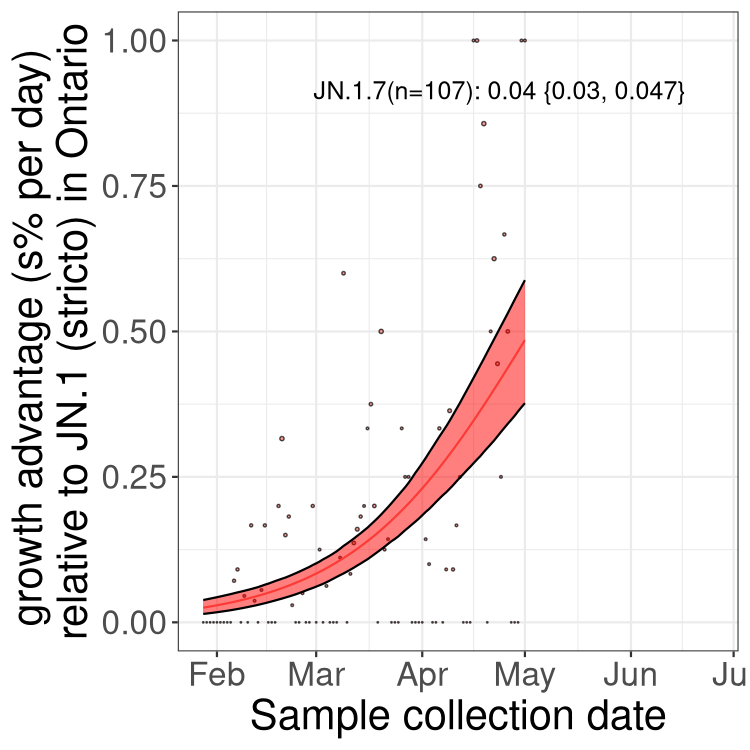 growth advantage (s% per day)
relative to JN.1 (stricto) in Ontario
1.00
0.75
0.50
0.25
0.00
JN.1.7(n=107): 0.04 {0.03, 0.047}
Feb Mar Apr May Jun Ju
Sample collection date